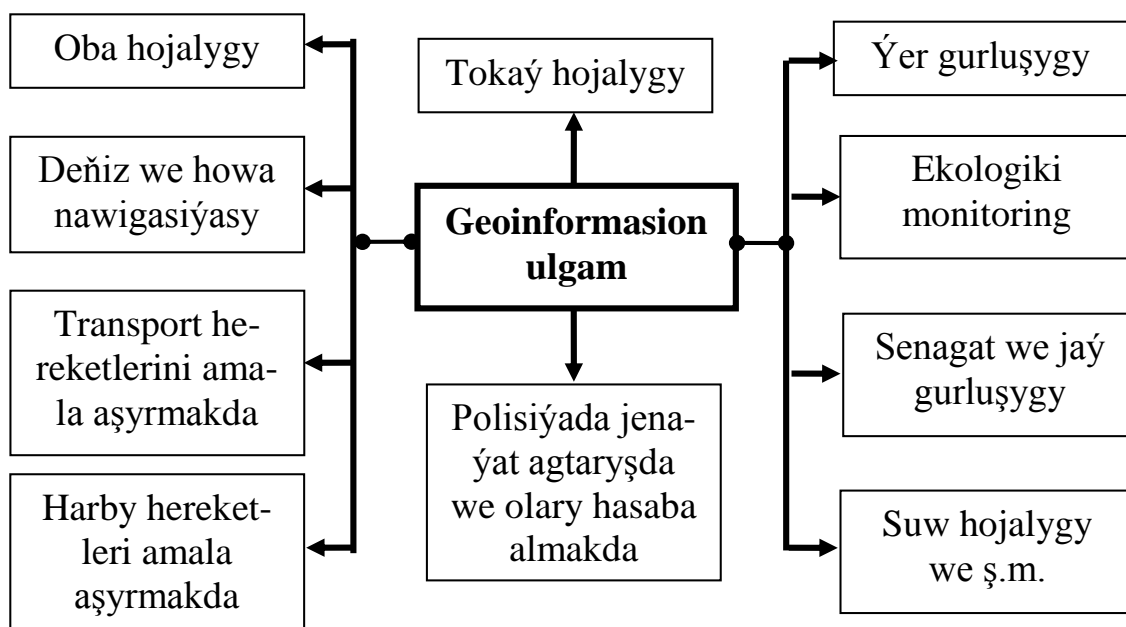 Oba hojalygy
Deňiz we howa
nawigasiýasy
Transport he-
reketlerini ama-
la aşyrmakda
Harby hereket-
leri amala
aşyrmakda
Tokaý hojalygy
Geoinformasion
ulgam
Polisiýada jena-
ýat agtaryşda
we olary hasaba
almakda
Ýer gurluşygy
Ekologiki
monitoring
Senagat we jaý
gurluşygy
Suw hojalygy
we ş.m.